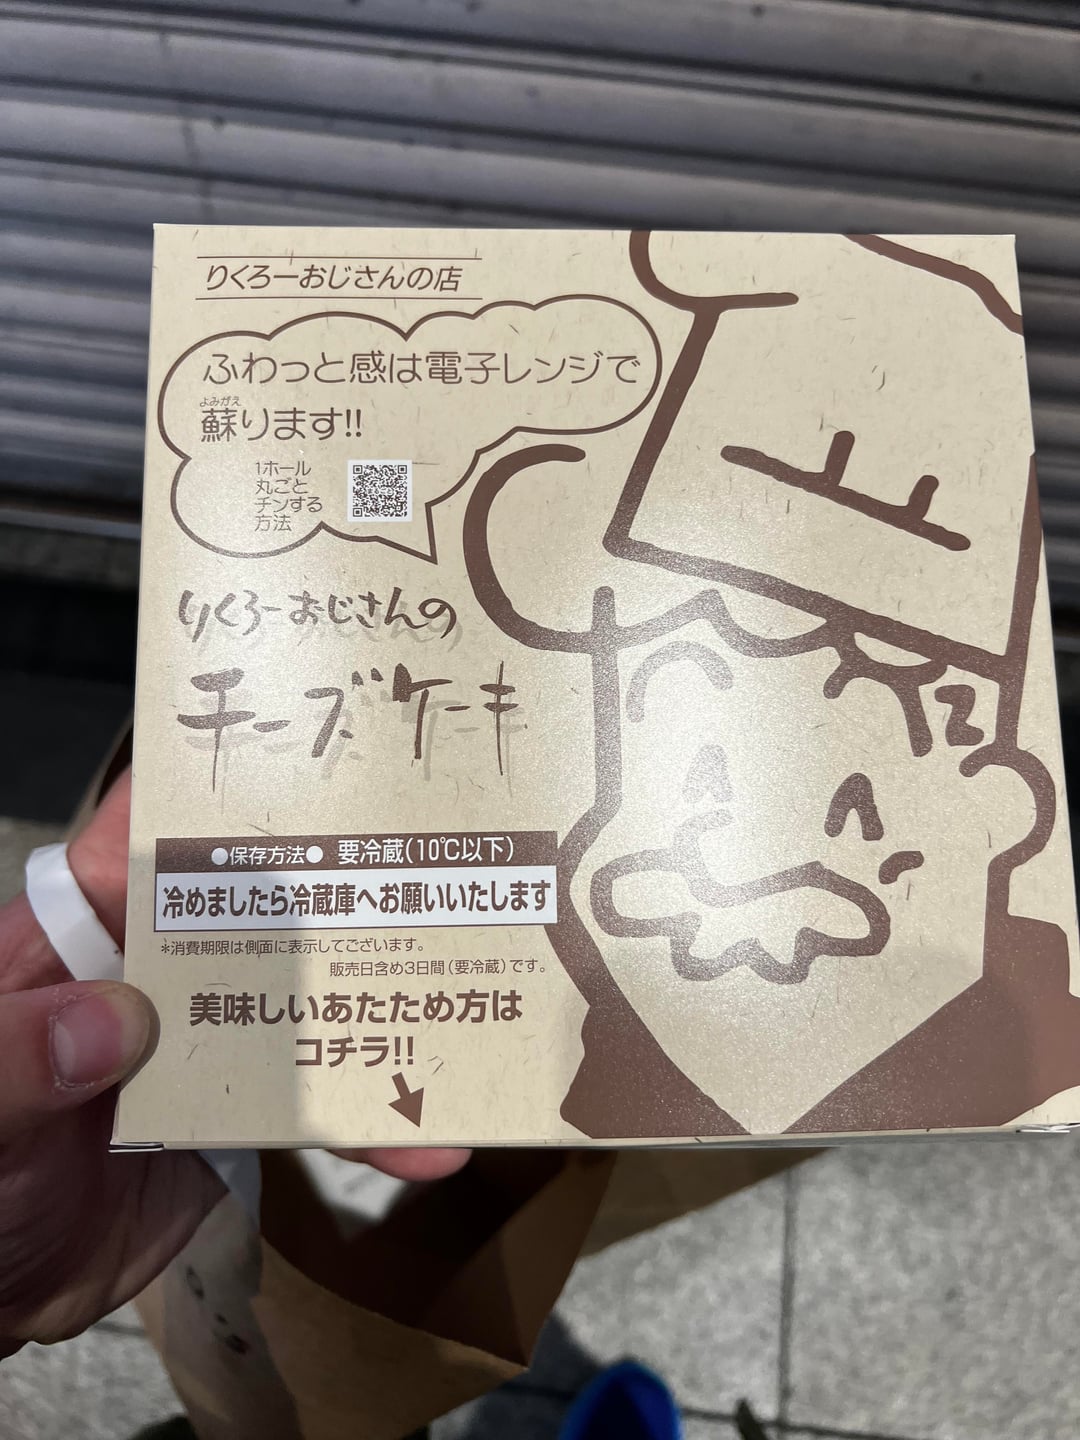 りくろーおじさんの店
ふわっと感は電子レンジで
よみがえ
蘇ります!!
1ホール
丸ごと
チンする
方法
りくろーおじさんの
チーズケーキ
●保存方法● 要冷蔵(10℃以下)
冷めましたら冷蔵庫へお願いいたします
*消費期限は側面に表示してございます。
販売日含め3日間(要冷蔵)です。
美味しいあたため方は
コチラ!!